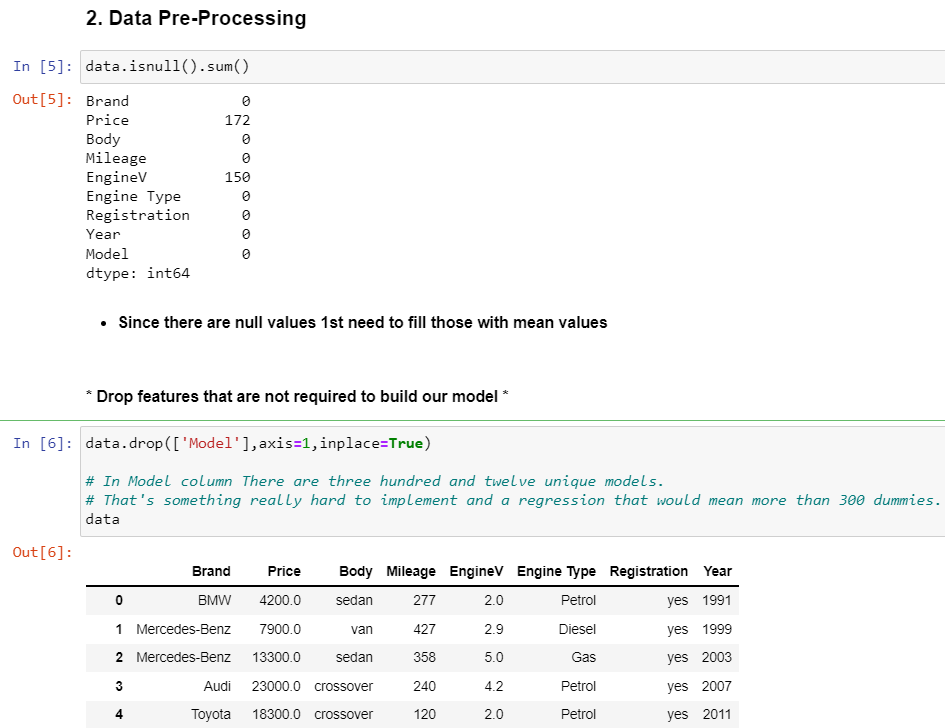 2. Data Pre-Processing
In [5]: data.isnull().sum()
Out[5]: Brand 0
Price 172
Body 0
Mileage 0
EngineV 150
Engine Type 0
Registration 0
Year 0
Model 0
dtype: int64
• Since there are null values 1st need to fill those with mean values
* Drop features that are not required to build our model *
In [6]: data.drop(['Model'],axis=1,inplace=True)
# In Model column There are three hundred and twelve unique models.
# That's something really hard to implement and a regression that would mean more than 300 dummies.
data
Out[6]:
Brand Price Body Mileage EngineV Engine Type Registration Year
0 BMW 4200.0 sedan 277 2.0 Petrol yes 1991
1 Mercedes-Benz 7900.0 van 427 2.9 Diesel yes 1999
2 Mercedes-Benz 13300.0 sedan 358 5.0 Gas yes 2003
3 Audi 23000.0 crossover 240 4.2 Petrol yes 2007
4 Toyota 18300.0 crossover 120 2.0 Petrol yes 2011